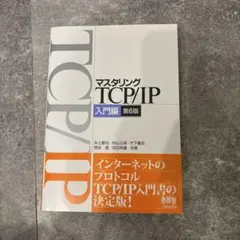 TCP/IP
マスタリング
TCP/IP
入門編 第6版
インターネットの
プロトコル
TCP/IP入門書の
決定版!